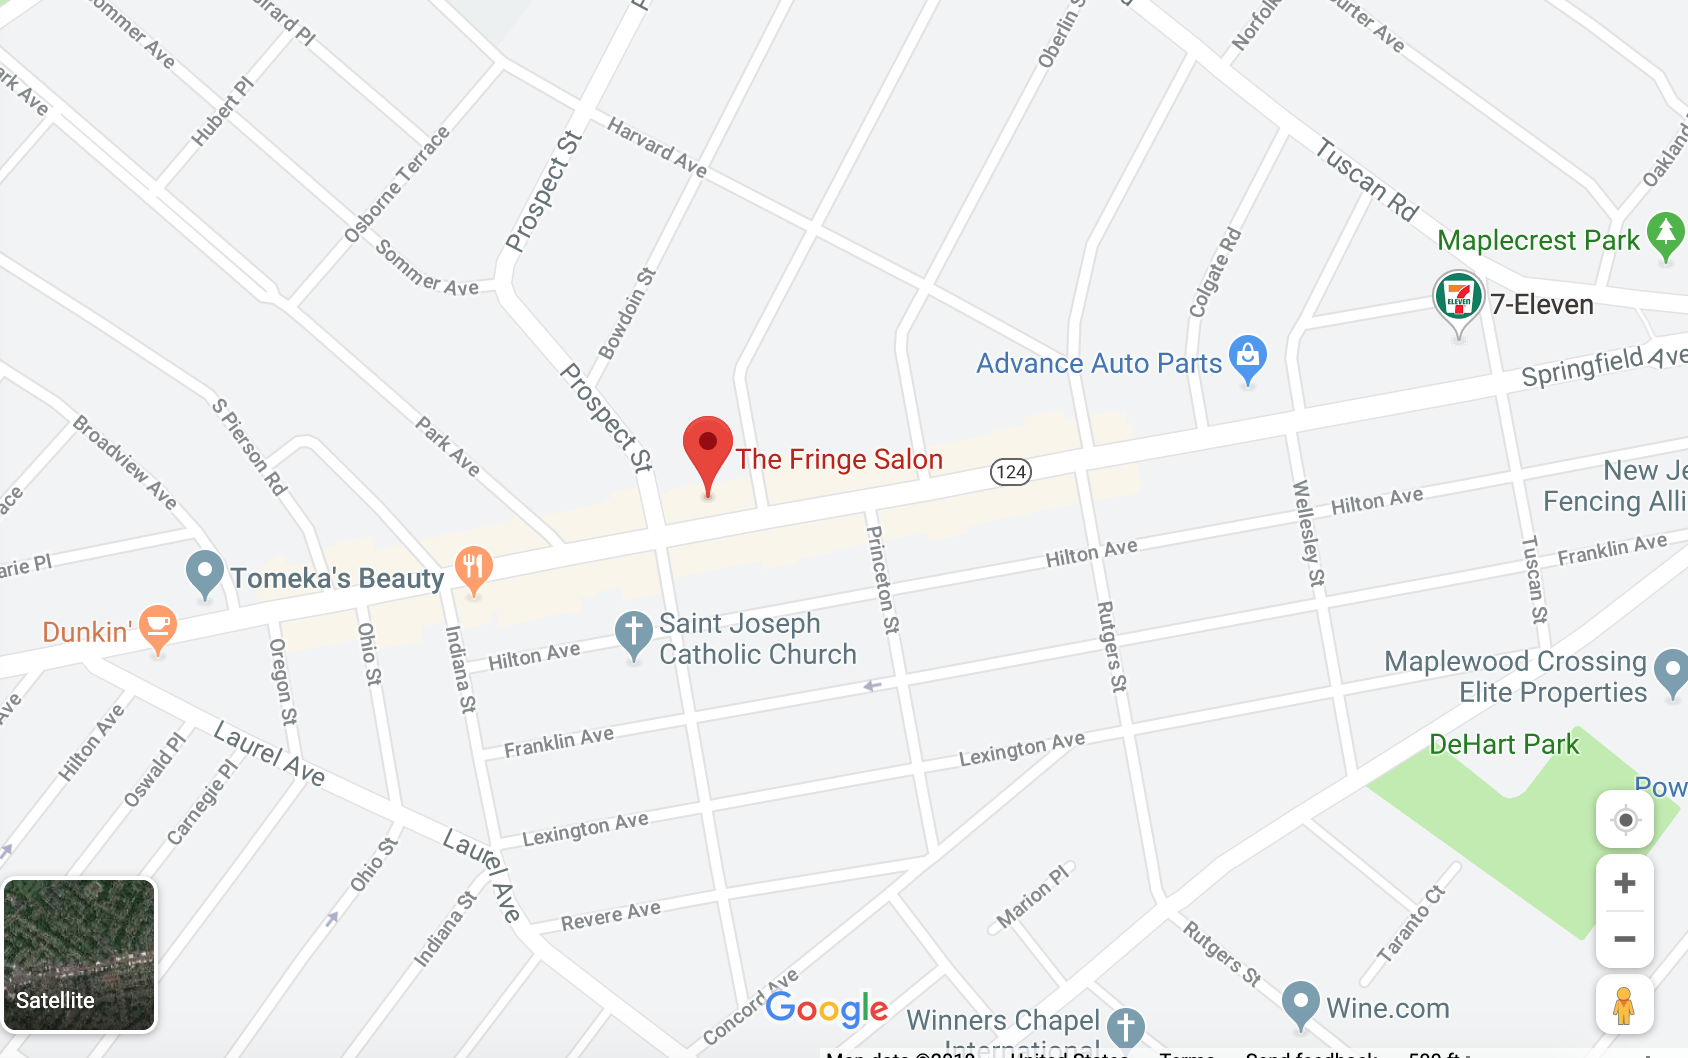 Sommer Ave
Girard Pl
Park Ave
Hubert Pl
Osborne Terrace
Sommer Ave
Prospect St
Harvard Ave
Bowdoin St
Oberlin S
Norfolk
urter Ave
Oakland
Tuscan Rd
Colgate Rd
Maplecrest Park
7-Eleven
ELEVEN
Advance Auto Parts
Springfield Ave
Prospect St
The Fringe Salon
124
S Pierson Rd
Park Ave
Broadview Ave
ace
arie Pl
Tomeka's Beauty
Dunkin'
Saint Joseph
Catholic Church
Hilton Ave
Hilton Ave
Hilton Ave
Wellesley St
New Je
Fencing Alli
Franklin Ave
Tuscan St
Princeton St
Rutgers St
Oregon St
Ohio St
Indiana St
Franklin Ave
Lexington Ave
Lexington Ave
Maplewood Crossing
Elite Properties
DeHart Park
Pow
Ave
Hilton Ave
Oswald Pl
Carnegie Pl
Laurel Ave
Laurel Ave
Ohio St
Indiana St
Revere Ave
Marion Pl
Taranto Ct
Rutgers St
Concord Ave
Satellite
Google
Winners Chapel
International
Wine.com
Map data ©2019 United States Terms Send feedback 500 ft